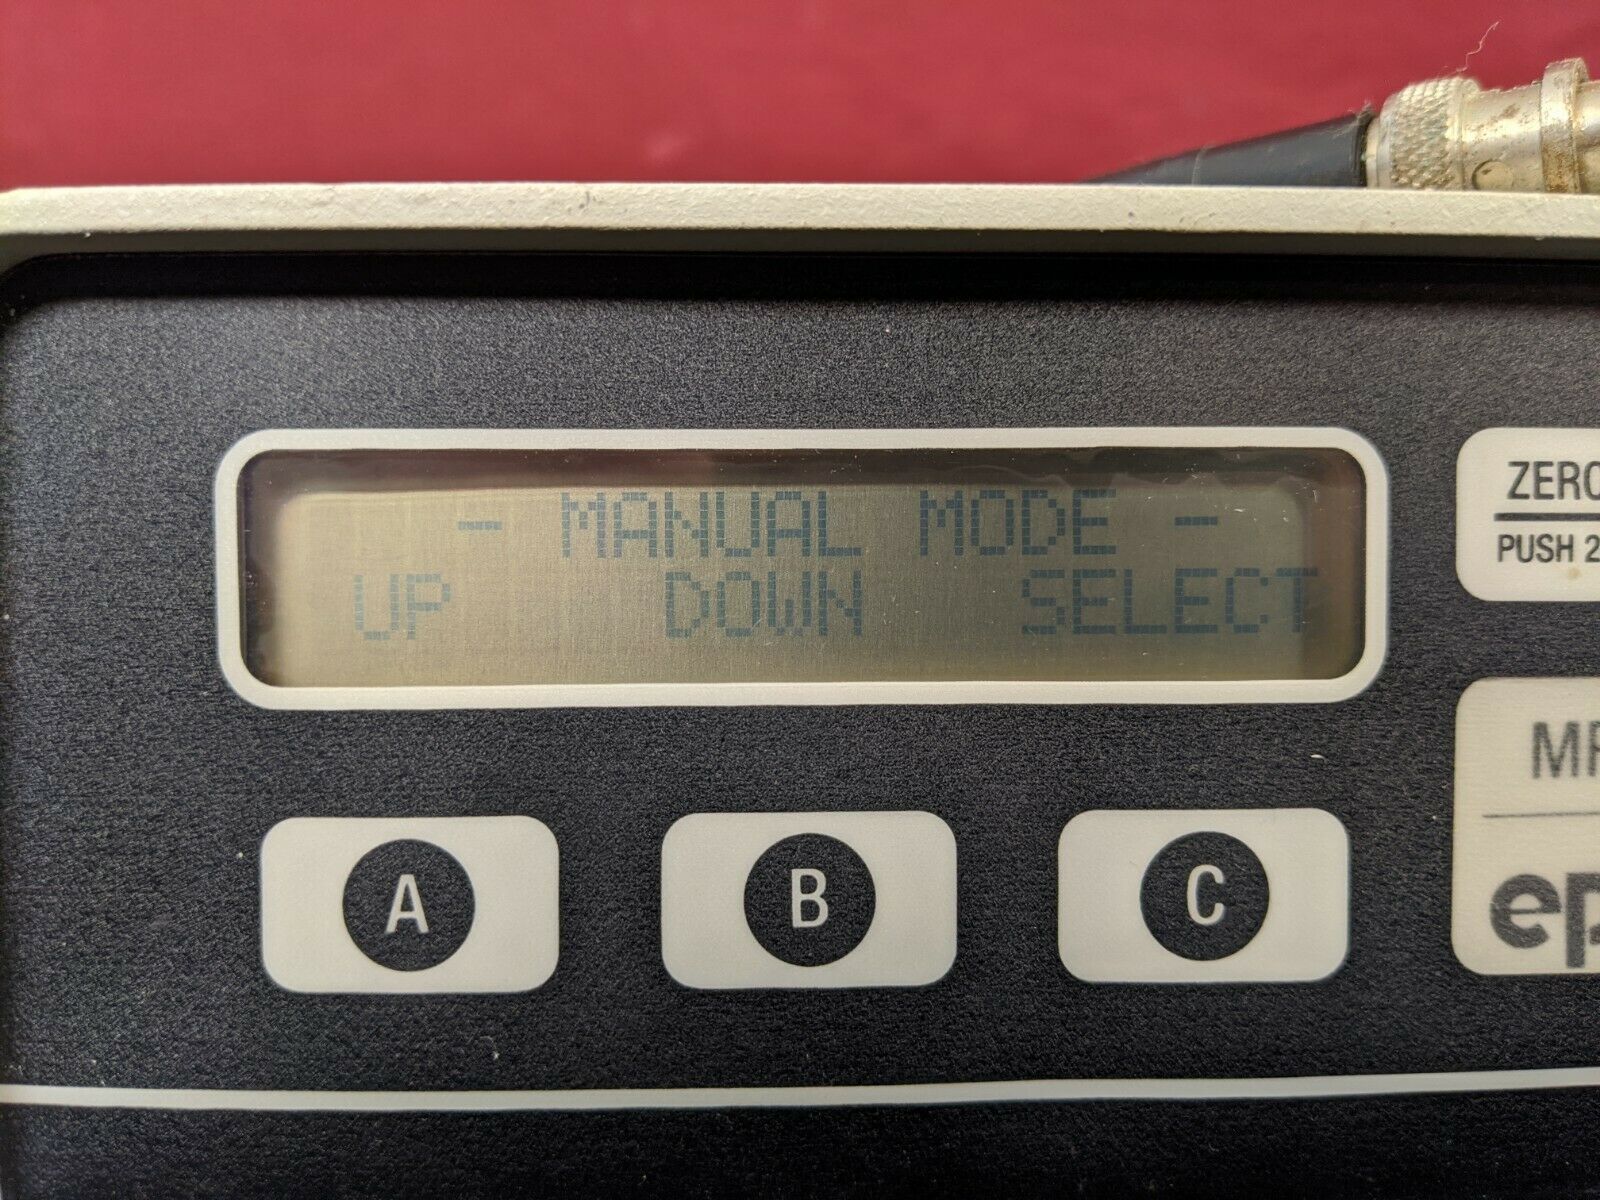 - MANUAL MODE -
UP DOWN SELECT
A B C
ZERO
PUSH 2
MP
ep